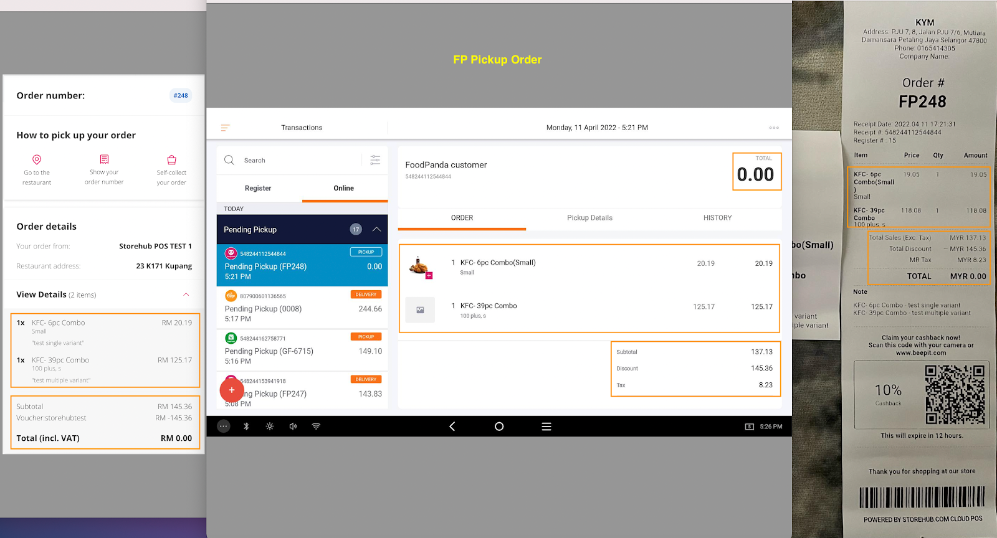 Order number:
#248
How to pick up your order
Go to the
restaurant
Show your
order number
Self-collect
your order
Order details
Your order from:
Storehub POS TEST 1
Restaurant address:
23 K171 Kupang
View Details (2 items)
1x KFC- 6pc Combo RM 20.19
Small
"test single variant"
1x KFC- 39pc Combo RM 125.17
100 plus, s
"test multiple variant"
Subtotal RM 145.36
Voucher storehubtest RM -145.36
Total (incl. VAT) RM 0.00
FP Pickup Order
Transactions
Monday, 11 April 2022 - 5:21 PM
Search
Register
Online
TODAY
Pending Pickup 17
548244112544844 PICKUP
Pending Pickup (FP248) 0.00
5:21 PM
807900601136565 DELIVERY
Pending Pickup (0008) 244.66
5:17 PM
548244162758771 PICKUP
Pending Pickup (GF-6715) 149.10
5:16 PM
548244153941918 DELIVERY
Pending Pickup (FP247) 143.83
5:00 PM
+
FoodPanda customer
548244112544844
TOTAL
0.00
ORDER
Pickup Details
HISTORY
1 KFC- 6pc Combo(Small) 20.19 20.19
Small
1 KFC- 39pc Combo 125.17 125.17
100 plus, s
Subtotal 137.13
Discount 145.36
Tax 8.23
5:26 PM
bo(Small)
nbo
variant
KYM
Address: PJU 7, 8, Jalan PJU 7/6, Mutiara
Damansara Petaling Jaya Selangor 47800
Phone: 0165414305
Company Name:
Order #
FP248
Receipt Date: 2022.04.11 17:21:31
Receipt #: 548244112544844
Register #: 15
Item Price Qty Amount
KFC- 6pc 19.05 1 19.05
Combo(Small
)
Small
KFC- 39pc 118.08 1 118.08
Combo
100 plus, s
Total Sales (Exc. Tax) MYR 137.13
Total Discount - MYR 145.36
MR Tax MYR 8.23
TOTAL MYR 0.00
Note
KFC- 6pc Combo - test single variant
KFC- 39pc Combo - test multiple variant
Claim your cashback now!
Scan this code with your camera or
www.beepit.com
10%
Cashback
This will expire in 12 hours.
Thank you for shopping at our store
POWERED BY STOREHUB.COM CLOUD POS